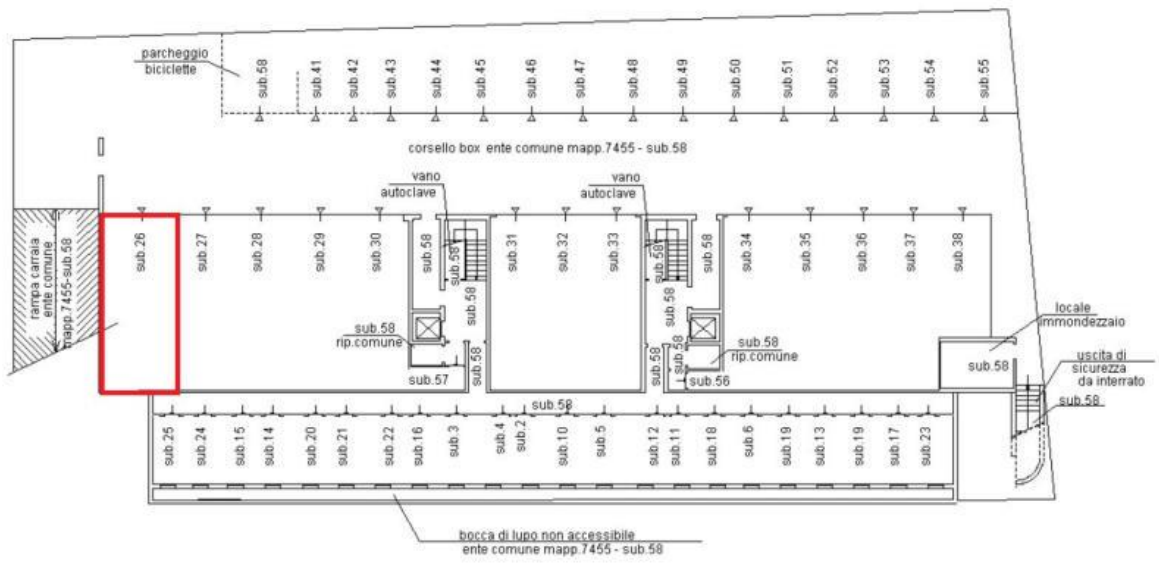 parcheggio
biciclette
sub.58
sub.41
sub.42
sub.43
sub.44
sub.45
sub.46
sub.47
sub.48
sub.49
sub.50
sub.51
sub.52
sub.53
sub.54
sub.55
corsello box ente comune mapp.7455 - sub.58
vano
autoclave
vano
autoclave
rampa carraia
ente comune
mapp.7455-sub.58
sub.26
sub.27
sub.28
sub.29
sub.30
sub.58
sub.58
sub.31
sub.32
sub.33
sub.58
sub.58
sub.34
sub.35
sub.36
sub.37
sub.38
sub.58
sub.58
sub.58
rip.comune
sub.58
sub.57
sub.58
sub.58
sub.58
rip.comune
sub.56
locale
immondezzaio
sub.58
uscita di
sicurezza
da interrato
sub.58
sub.58
sub.25
sub.24
sub.15
sub.14
sub.20
sub.21
sub.22
sub.16
sub.3
sub.4
sub.2
sub.10
sub.5
sub.12
sub.11
sub.18
sub.6
sub.19
sub.13
sub.19
sub.17
sub.23
bocca di lupo non accessibile
ente comune mapp.7455 - sub.58